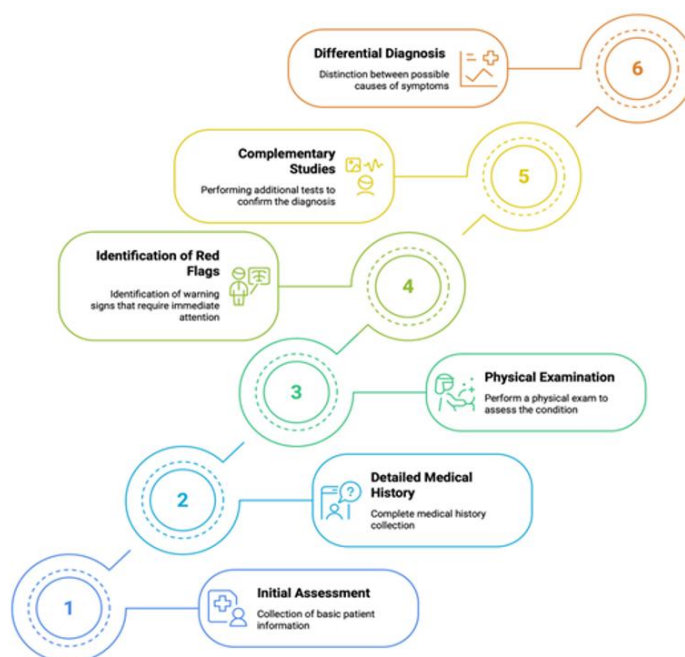 Differential Diagnosis
Distinction between possible
causes of symptoms
6
Complementary
Studies
Performing additional tests to
confirm the diagnosis
5
Identification of Red
Flags
Identification of warning
signs that require immediate
attention
4
3
Physical Examination
Perform a physical exam to
assess the condition
2
Detailed Medical
History
?
Complete medical history
collection
1
Initial Assessment
Collection of basic patient
information